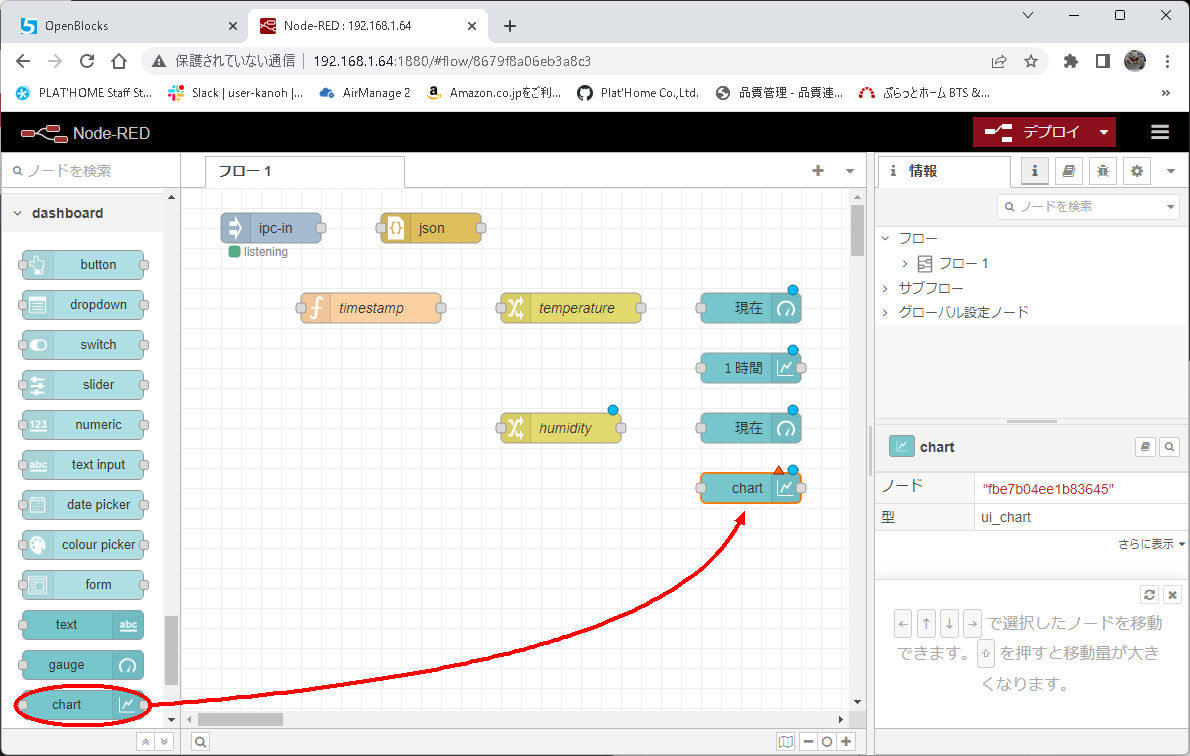 OpenBlocks
Node-RED : 192.168.1.64
保護されていない通信
192.168.1.64:1880/#flow/8679f8a06eb3a8c3
PLAT'HOME Staff St...
Slack | user-kanoh |...
AirManage 2
Amazon.co.jpをご利...
Plat'Home Co.,Ltd.
品質管理 - 品質連...
ぷらっとホーム BTS &...
Node-RED
デプロイ
ノードを検索
dashboard
button
dropdown
switch
slider
123
numeric
abc
text input
date picker
colour picker
form
text
abc
gauge
chart
フロー 1
ipc-in
listening
json
timestamp
temperature
現在
1 時間
humidity
現在
chart
情報
ノードを検索
フロー
フロー 1
サブフロー
グローバル設定ノード
chart
ノード
"fbe7b04ee1b83645"
型
ui_chart
さらに表示
← ↑ ↓ → で選択したノードを移動
できます。⇧ を押すと移動量が大き
くなります。